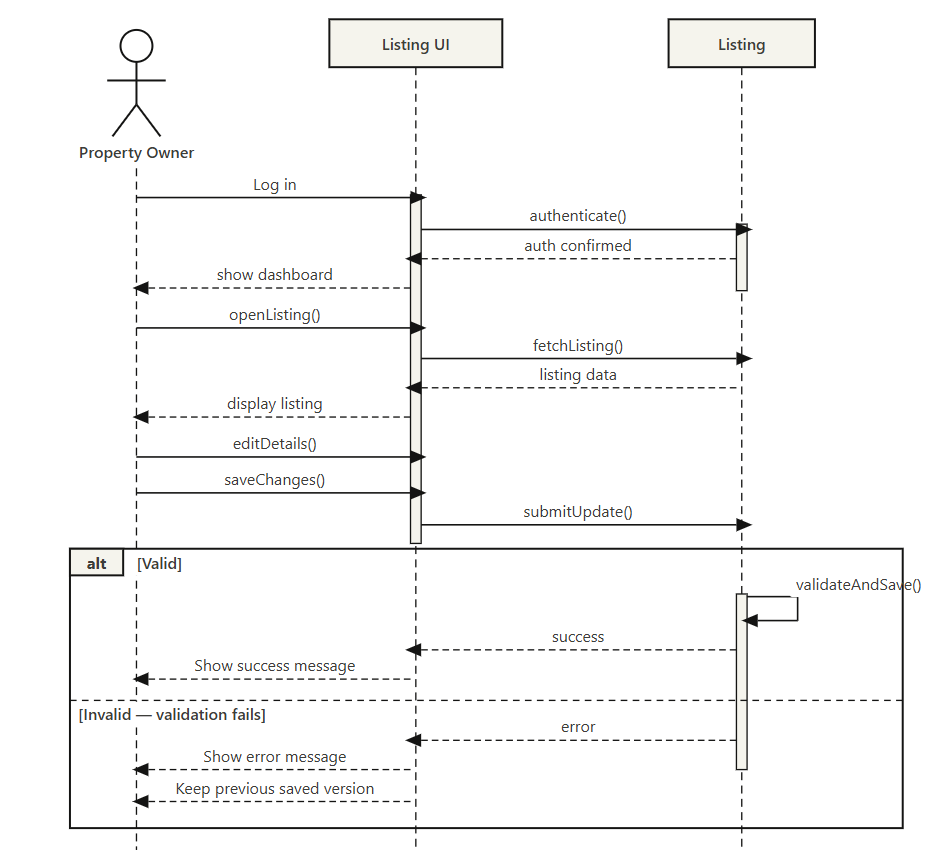 Listing UI
Listing
Property Owner
Log in
authenticate()
auth confirmed
show dashboard
openListing()
fetchListing()
listing data
display listing
editDetails()
saveChanges()
submitUpdate()
alt
[Valid]
validateAndSave()
success
Show success message
[Invalid — validation fails]
error
Show error message
Keep previous saved version